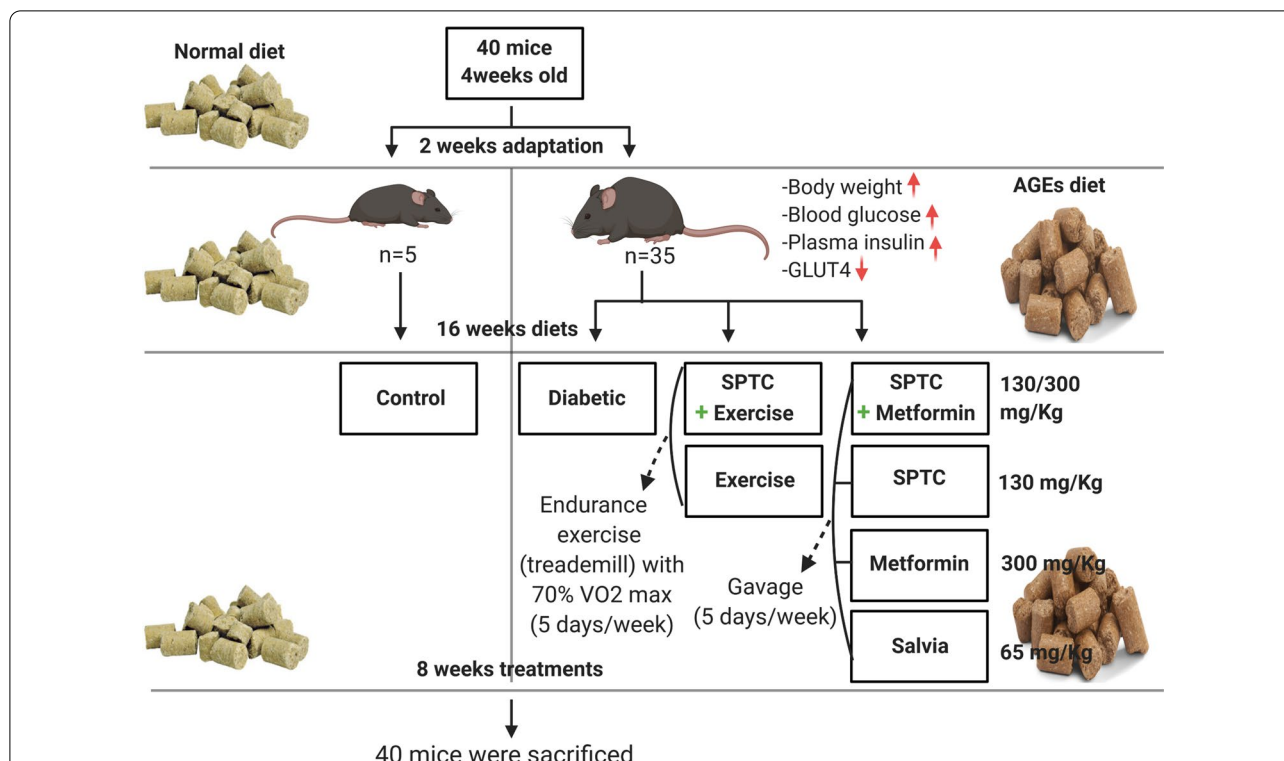 Normal diet
40 mice
4weeks old
2 weeks adaptation
-Body weight
-Blood glucose
-Plasma insulin
-GLUT4
AGEs diet
n=5
n=35
16 weeks diets
Control
Diabetic
SPTC
+ Exercise
SPTC
+ Metformin
130/300
mg/Kg
Exercise
SPTC
130 mg/Kg
Endurance
exercise
(treademill) with
70% VO2 max
(5 days/week)
Gavage
(5 days/week)
Metformin
300 mg/Kg
Salvia
65 mg/Kg
8 weeks treatments
40 mice were sacrificed